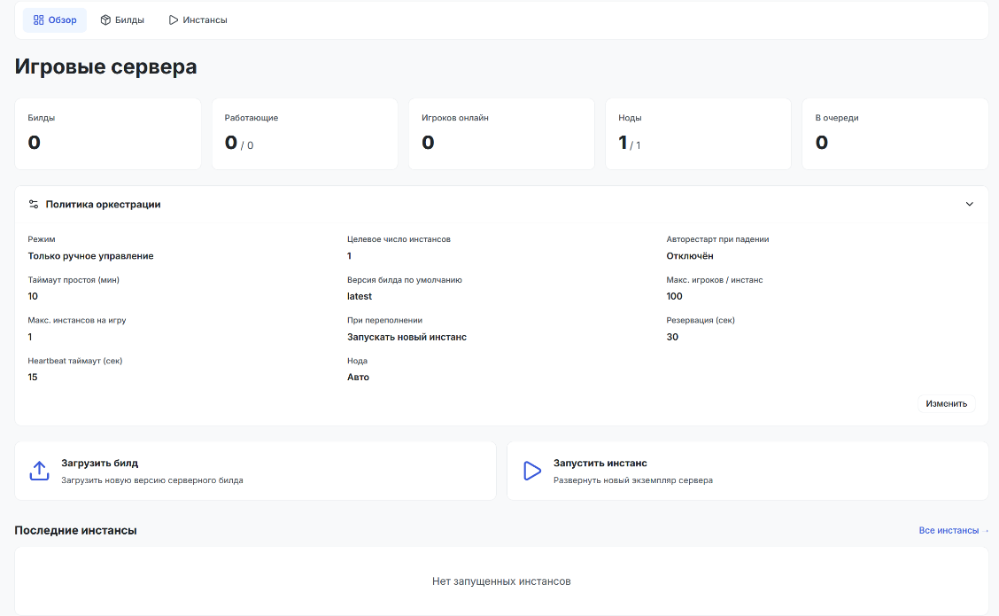 Обзор Билды Инстансы
Игровые сервера
Билды
0
Работающие
0 / 0
Игроков онлайн
0
Ноды
1 / 1
В очереди
0
Политика оркестрации
Режим
Только ручное управление
Целевое число инстансов
1
Авторестарт при падении
Отключён
Таймаут простоя (мин)
10
Версия билда по умолчанию
latest
Макс. игроков / инстанс
100
Макс. инстансов на игру
1
При переполнении
Запускать новый инстанс
Резервация (сек)
30
Heartbeat таймаут (сек)
15
Нода
Авто
Изменить
Загрузить билд
Загрузить новую версию серверного билда
Запустить инстанс
Развернуть новый экземпляр сервера
Последние инстансы
Все инстансы →
Нет запущенных инстансов